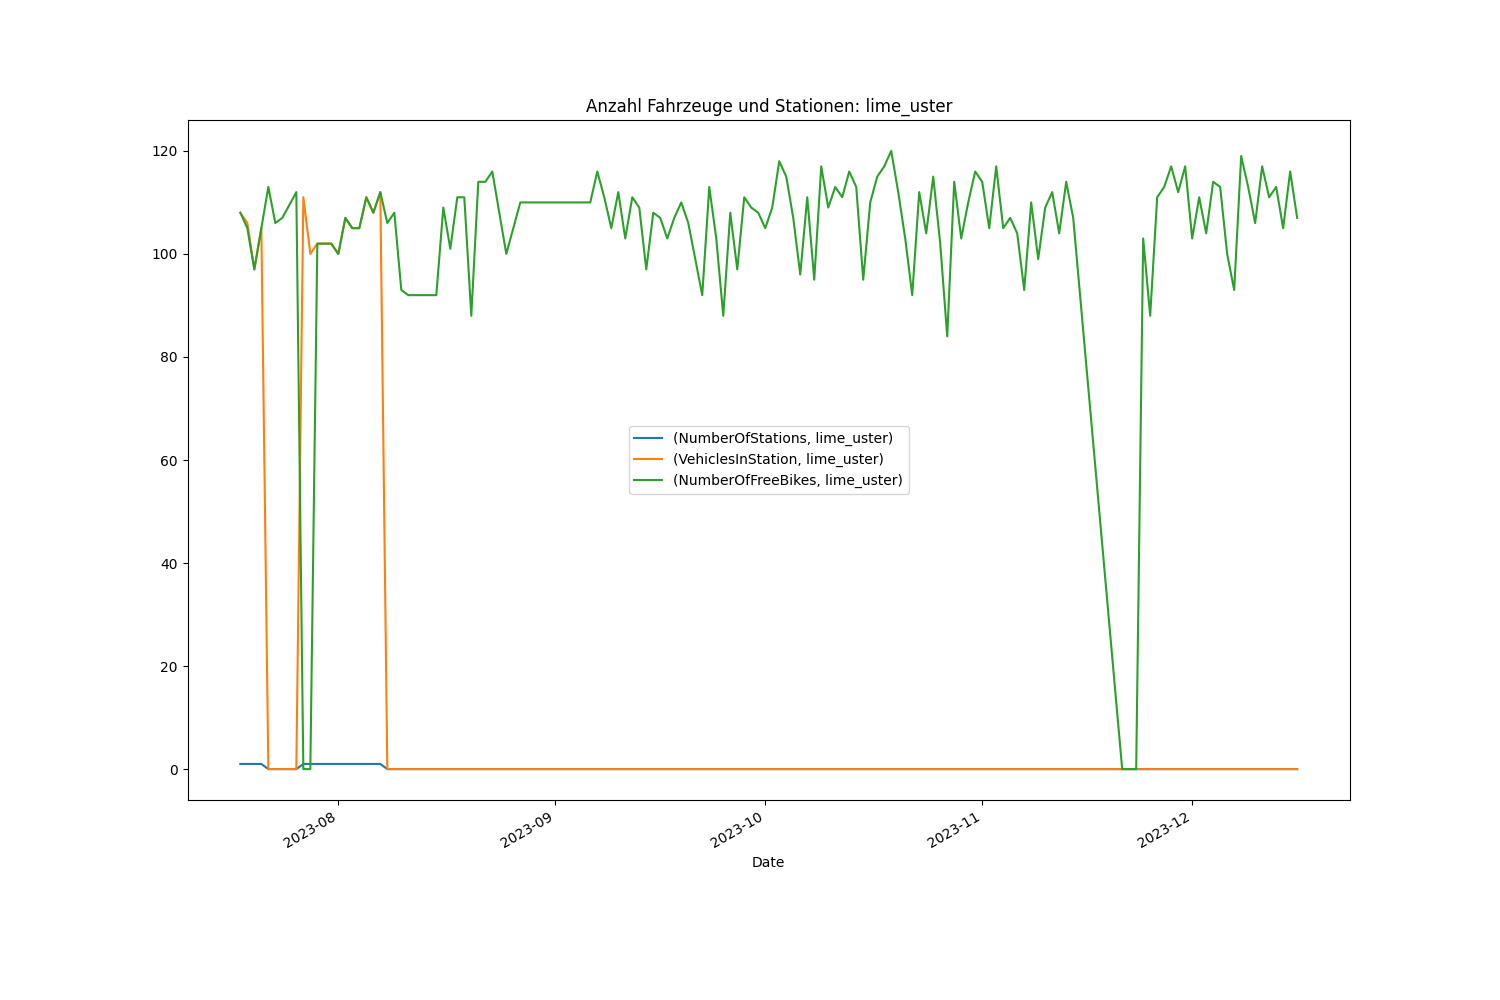 Anzahl Fahrzeuge und Stationen: lime_uster
120
100
80
60
40
20
0
(NumberOfStations, lime_uster)
(VehiclesInStation, lime_uster)
(NumberOfFreeBikes, lime_uster)
2023-08
2023-09
2023-10
2023-11
2023-12
Date